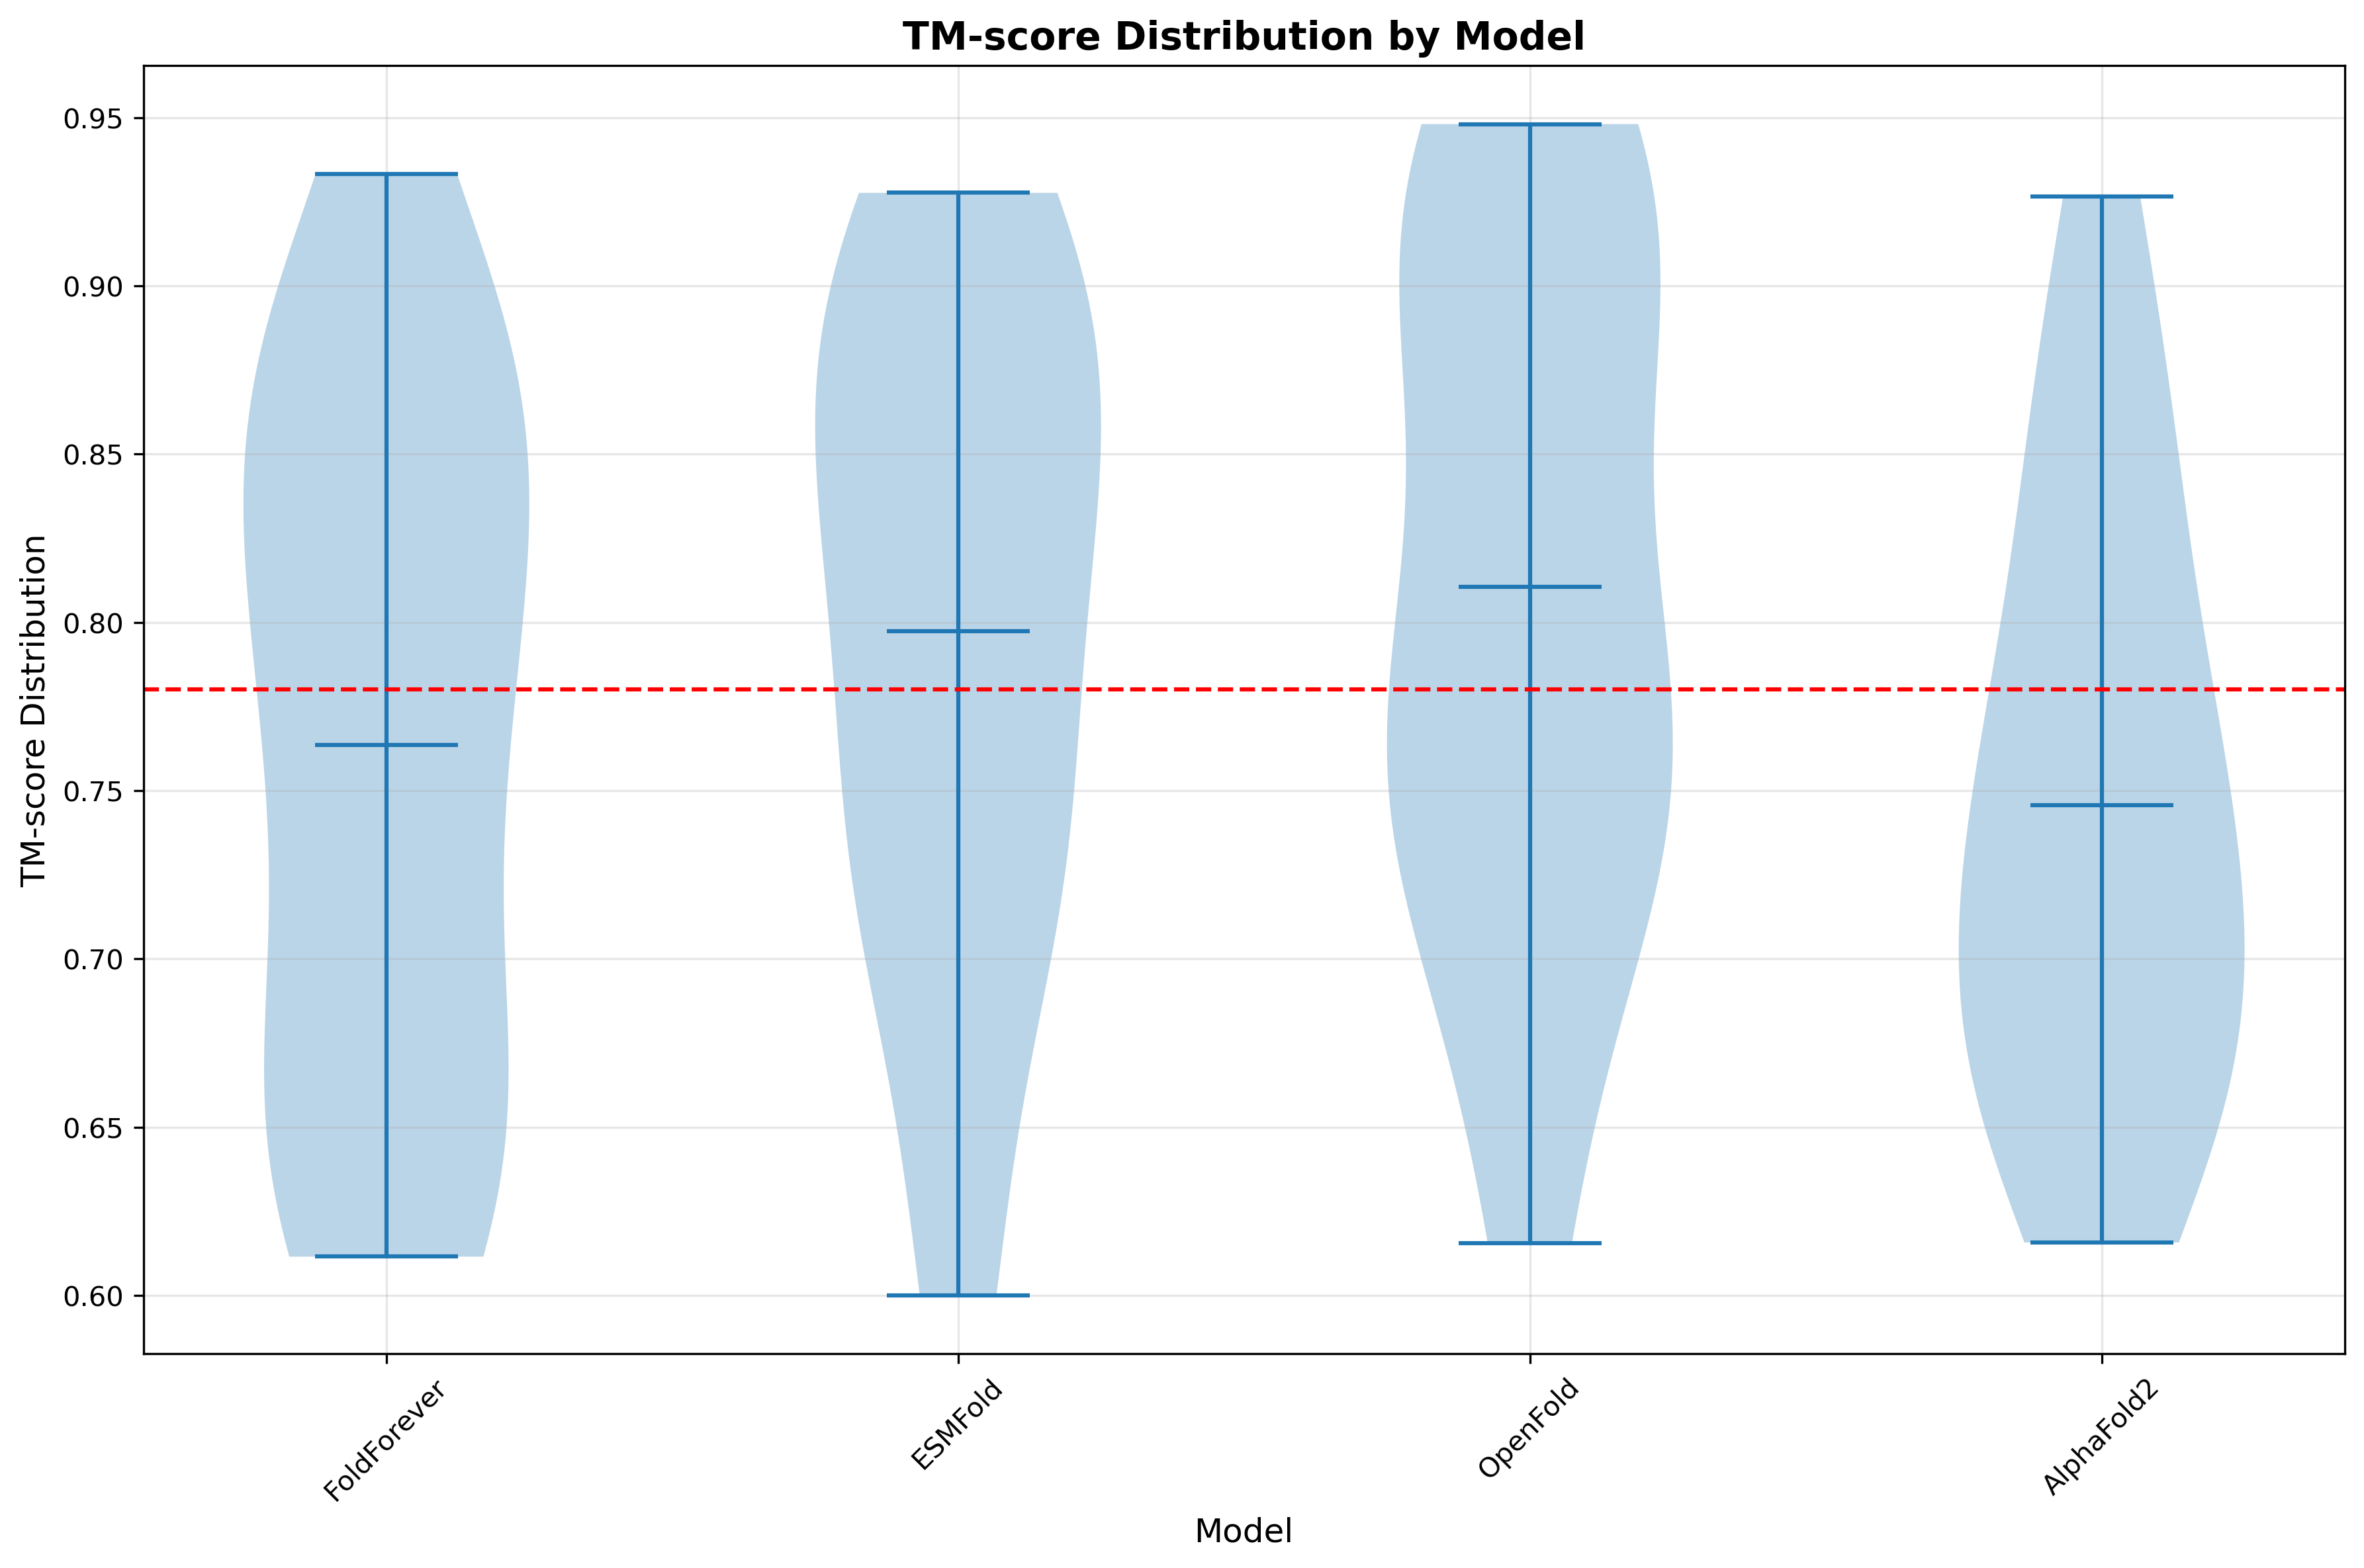 TM-score Distribution by Model
TM-score Distribution
0.95
0.90
0.85
0.80
0.75
0.70
0.65
0.60
FoldForever
ESMFold
OpenFold
AlphaFold2
Model